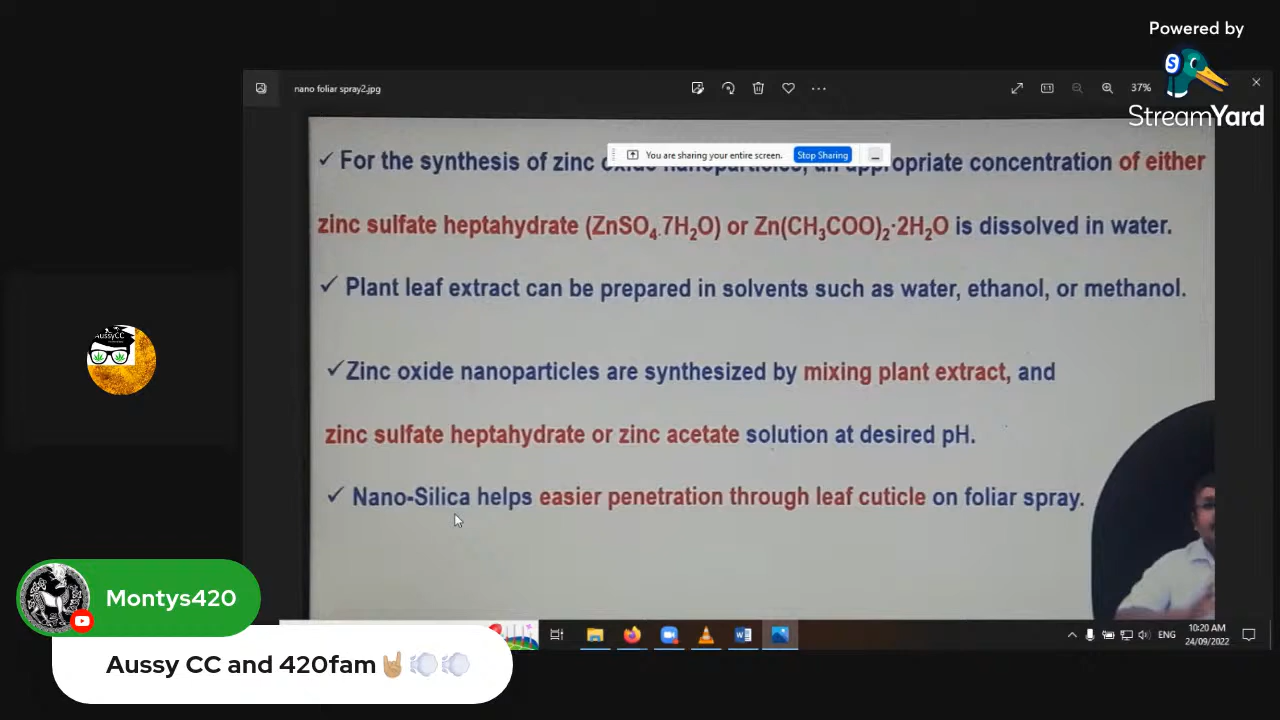 Powered by
StreamYard
nano foliar spray2.jpg
37%
You are sharing your entire screen. Stop Sharing
✓ For the synthesis of zinc oxide nanoparticles, an appropriate concentration of either
zinc sulfate heptahydrate (ZnSO4.7H2O) or Zn(CH3COO)2·2H2O is dissolved in water.
✓ Plant leaf extract can be prepared in solvents such as water, ethanol, or methanol.
✓Zinc oxide nanoparticles are synthesized by mixing plant extract, and
zinc sulfate heptahydrate or zinc acetate solution at desired pH.
✓ Nano-Silica helps easier penetration through leaf cuticle on foliar spray.
AussyCC
Montys420
Aussy CC and 420fam🤘🏼💨💨
ENG
10:20 AM
24/09/2022